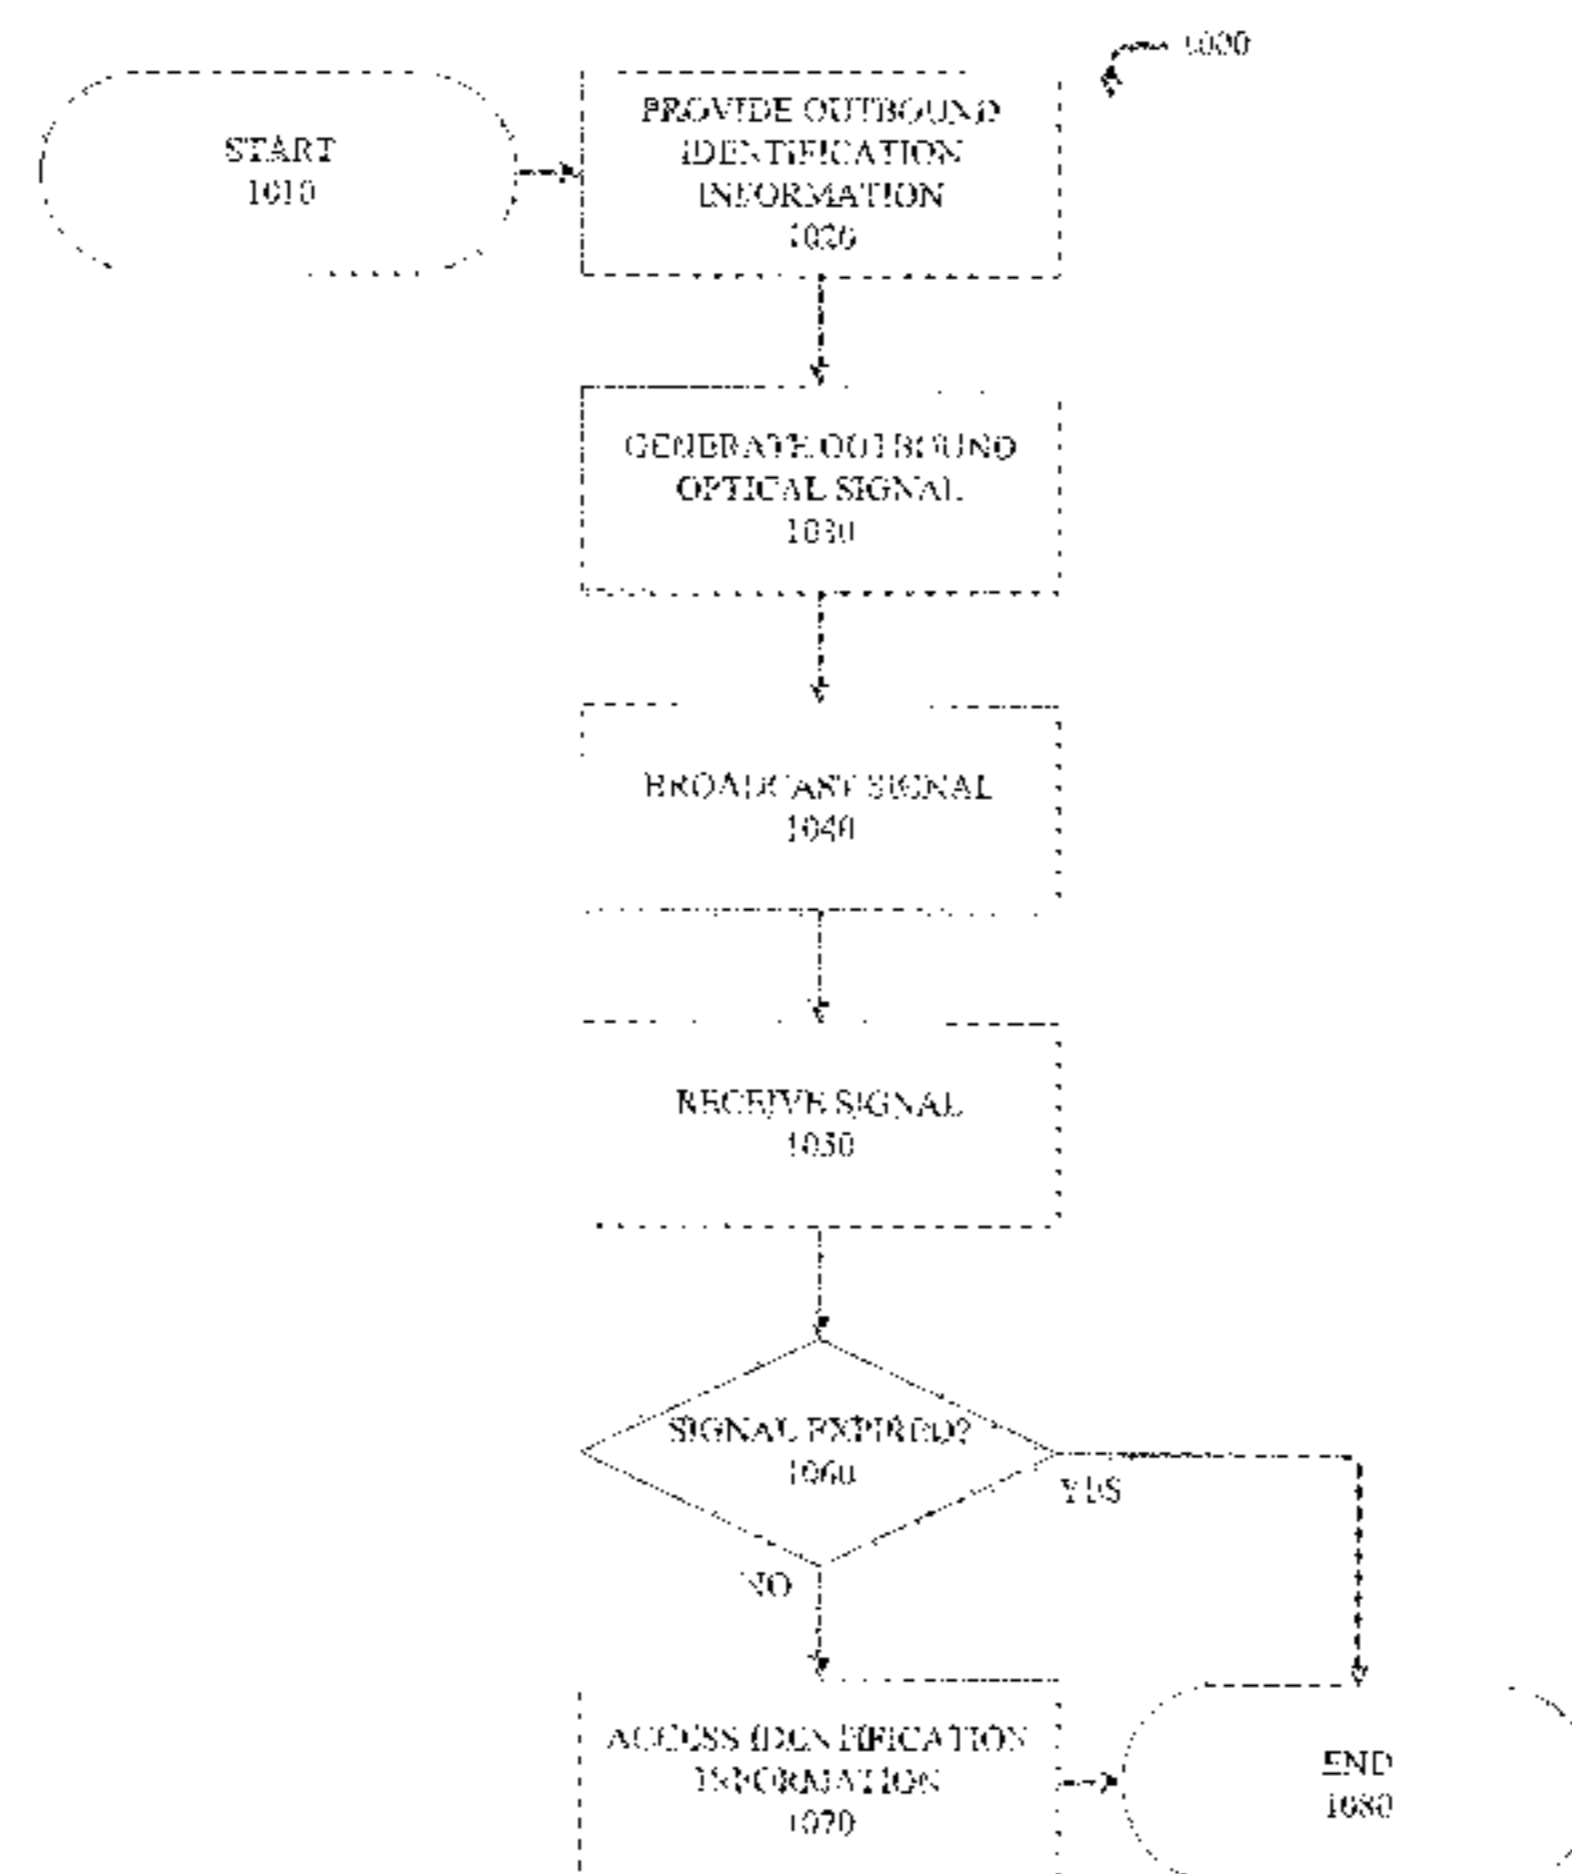 1000
START
1010
PROVIDE OUTBOUND
IDENTIFICATION
INFORMATION
1020
GENERATE OUTBOUND
OPTICAL SIGNAL
1030
BROADCAST SIGNAL
1040
RECEIVE SIGNAL
1050
SIGNAL EXPIRED?
1060
YES
NO
ACCESS IDENTIFICATION
INFORMATION
1070
END
1080